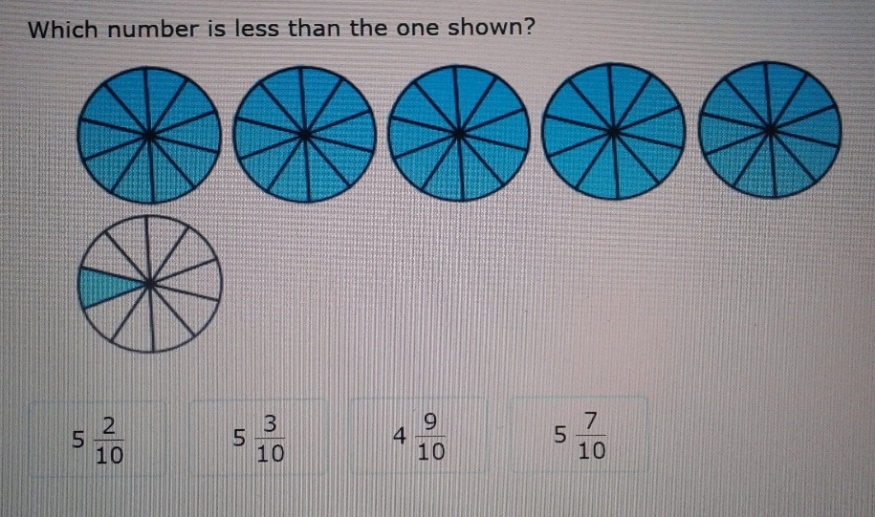 Which number is less than the one shown?
5 2/10 5 3/10 4 9/10 5 7/10